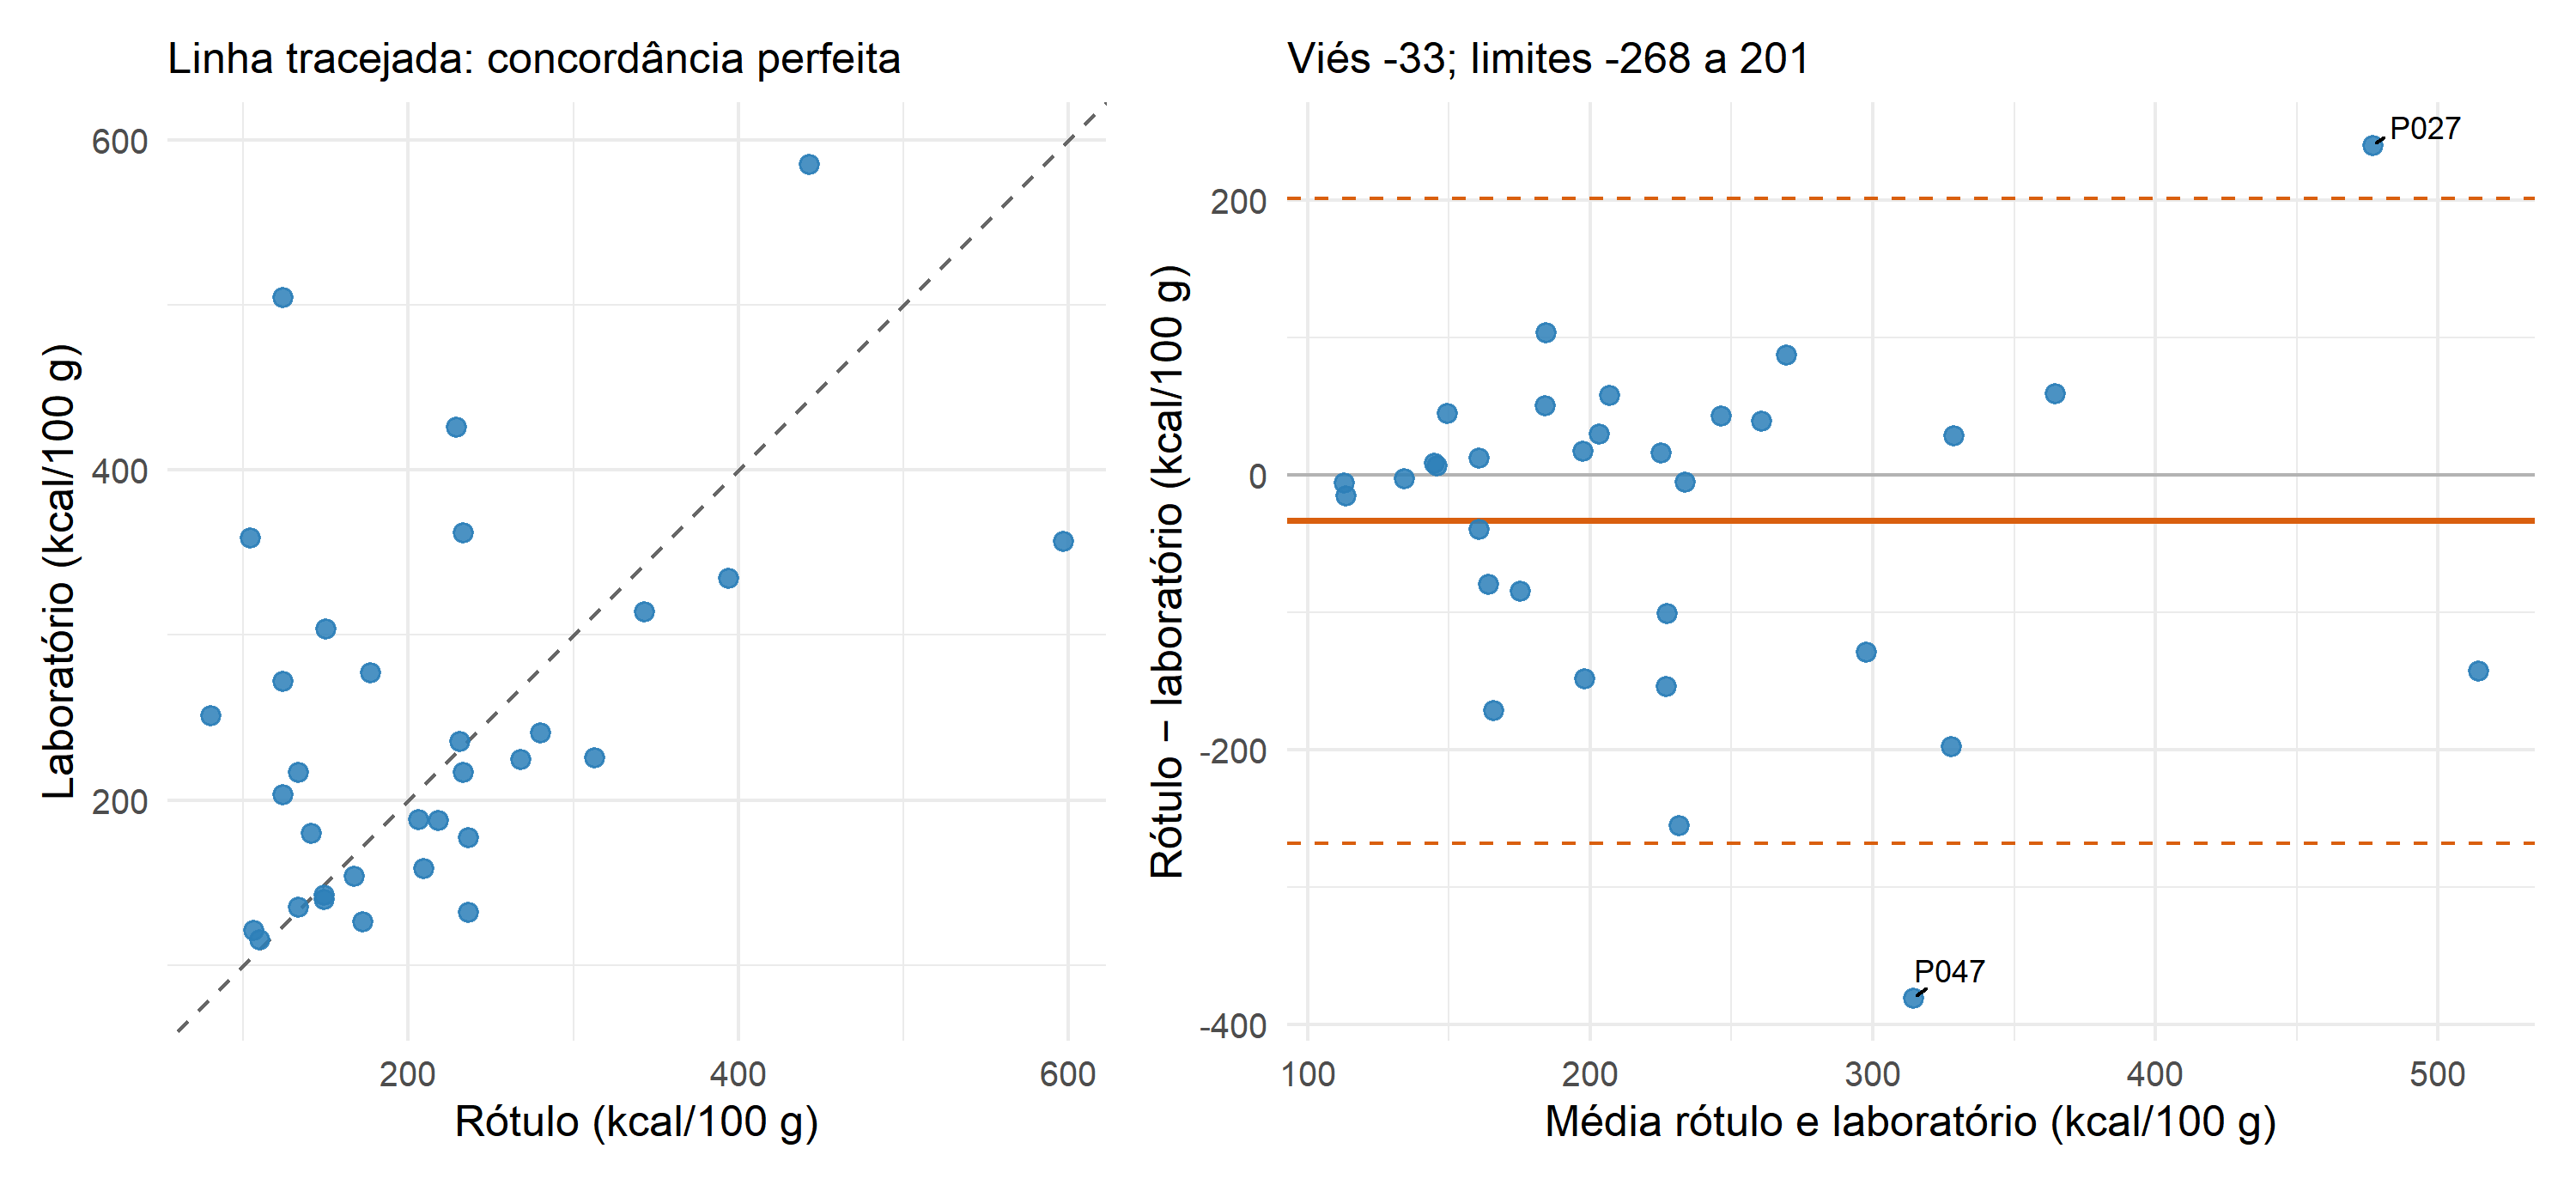 Linha tracejada: concordância perfeita
600
400
200
Laboratório (kcal/100 g)
200
400
600
Rótulo (kcal/100 g)
Viés -33; limites -268 a 201
P027
P047
200
0
-200
-400
Rótulo − laboratório (kcal/100 g)
100
200
300
400
500
Média rótulo e laboratório (kcal/100 g)